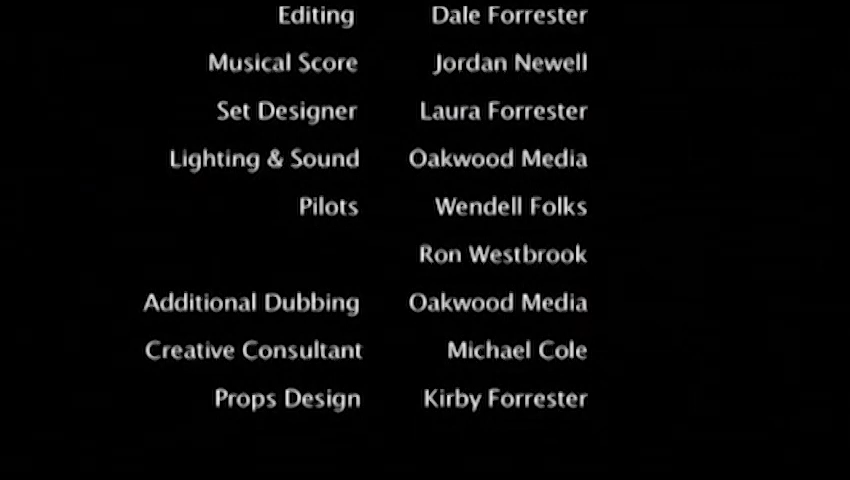 Editing Dale Forrester
Musical Score Jordan Newell
Set Designer Laura Forrester
Lighting & Sound Oakwood Media
Pilots Wendell Folks
Ron Westbrook
Additional Dubbing Oakwood Media
Creative Consultant Michael Cole
Props Design Kirby Forrester